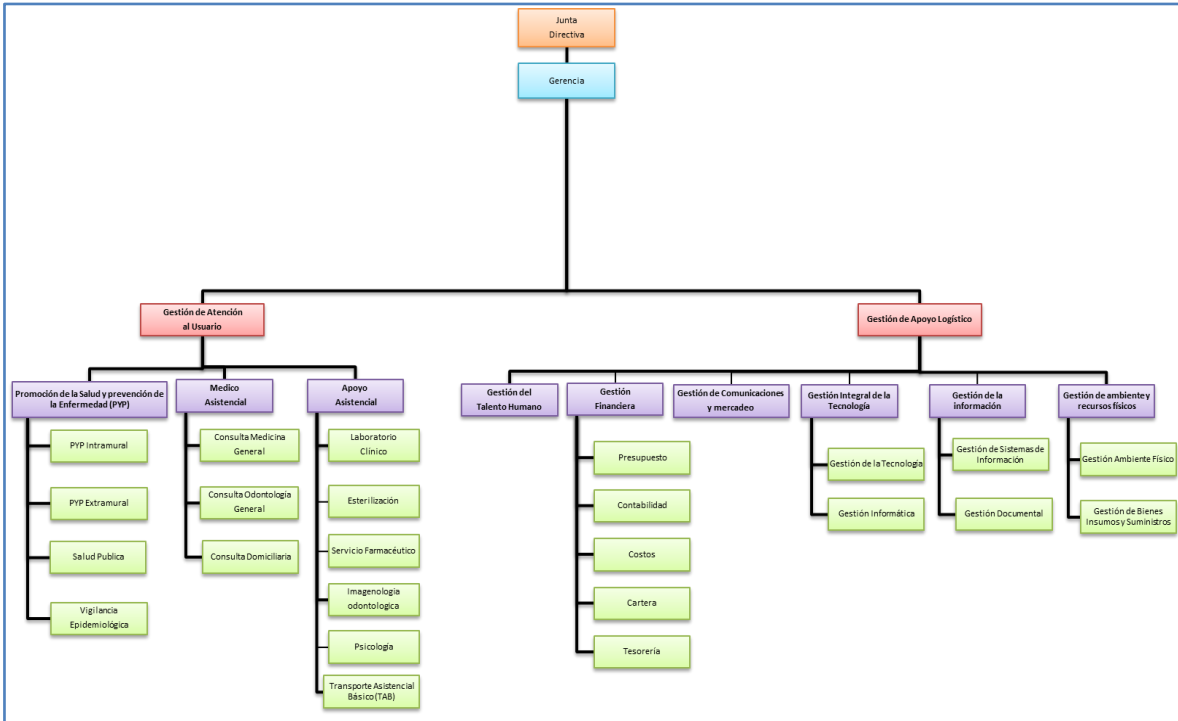 Junta
Directiva
Gerencia
Gestión de Atención
al Usuario
Gestión de Apoyo Logístico
Promoción de la Salud y prevención de
la Enfermedad (PYP)
Medico
Asistencial
Apoyo
Asistencial
Gestión del
Talento Humano
Gestión
Financiera
Gestión de Comunicaciones
y mercadeo
Gestión Integral de la
Tecnología
Gestión de la
información
Gestión de ambiente y
recursos físicos
PYP Intramural
PYP Extramural
Salud Publica
Vigilancia
Epidemiológica
Consulta Medicina
General
Consulta Odontología
General
Consulta Domiciliaria
Laboratorio
Clínico
Esterilización
Servicio Farmacéutico
Imagenologia
odontologica
Psicología
Transporte Asistencial
Básico (TAB)
Presupuesto
Contabilidad
Costos
Cartera
Tesorería
Gestión de la Tecnología
Gestión Informática
Gestión de Sistemas de
Información
Gestión Documental
Gestión Ambiente Físico
Gestión de Bienes
Insumos y Suministros